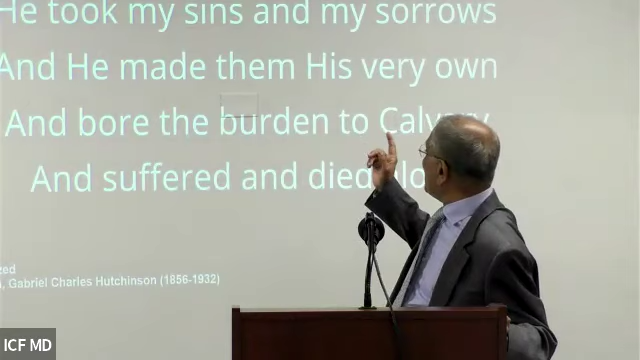 He took my sins and my sorrows
And He made them His very own
And bore the burden to Calvary
And suffered and died
Gabriel Charles Hutchinson (1856-1932)
ICF MD